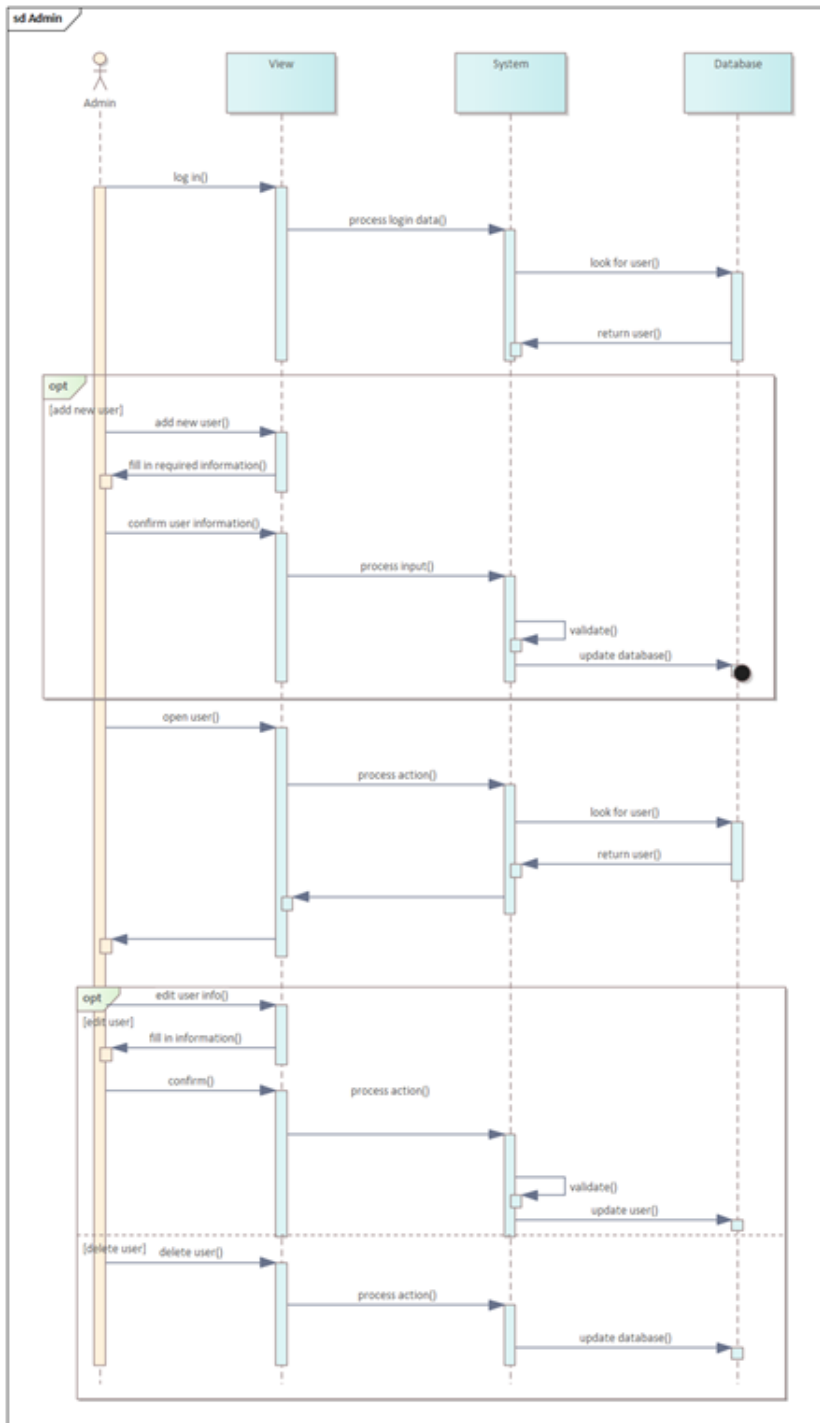 sd Admin
View
System
Database
Admin
log in()
process login data()
look for user()
return user()
opt
[add new user]
add new user()
fill in required information()
confirm user information()
process input()
validate()
update database()
open user()
process action()
look for user()
return user()
opt
edit user info()
[edit user]
fill in information()
confirm()
process action()
validate()
update user()
[delete user]
delete user()
process action()
update database()